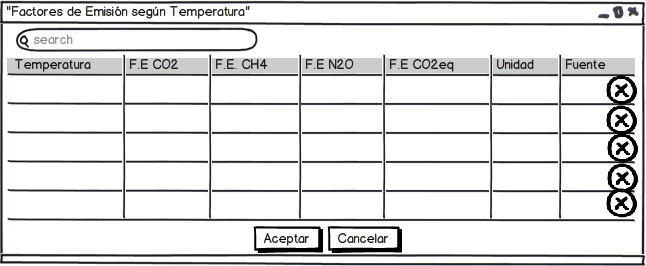 "Factores de Emisión según Temperatura"
search
Temperatura F.E CO2 F.E. CH4 F.E N2O F.E CO2eq Unidad Fuente
Aceptar Cancelar